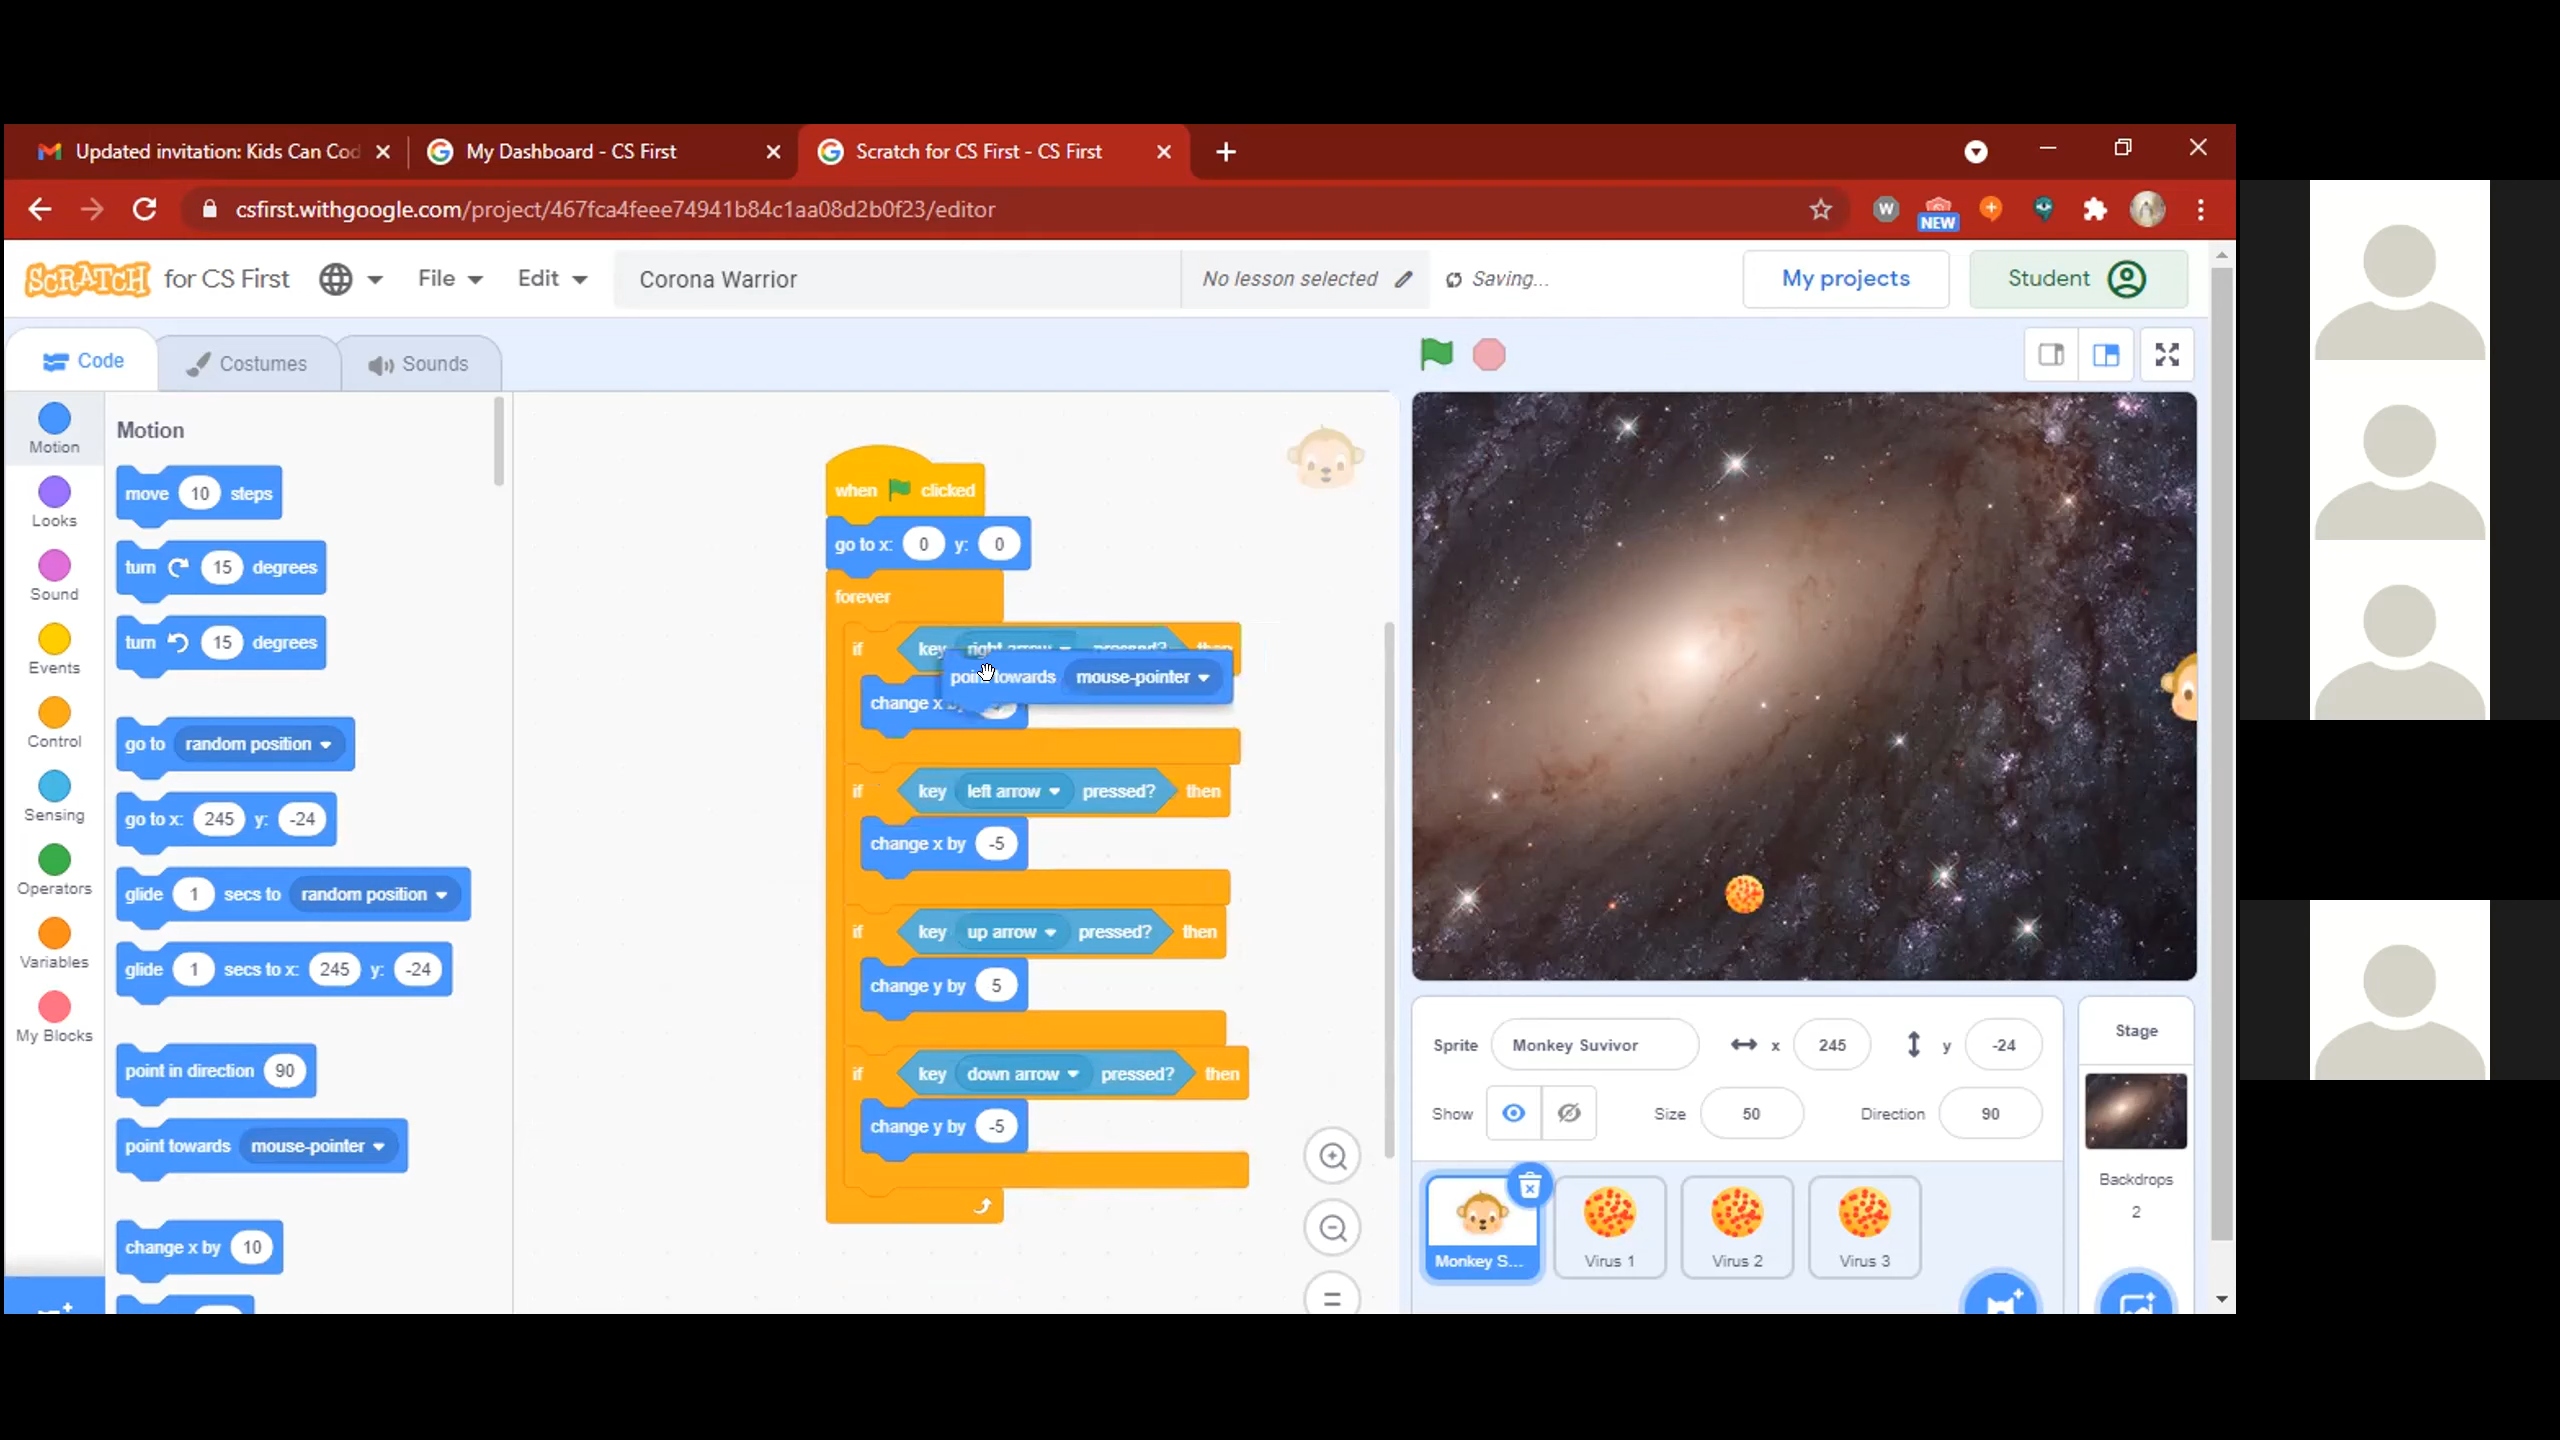 Updated invitation: Kids Can Cod
My Dashboard - CS First
Scratch for CS First - CS First
csfirst.withgoogle.com/project/467fca4feee74941b84c1aa08d2b0f23/editor
W
NEW
SCRATCH for CS First
File
Edit
Corona Warrior
No lesson selected
Saving...
My projects
Student
Code
Costumes
Sounds
Motion
Looks
Sound
Events
Control
Sensing
Operators
Variables
My Blocks
Motion
move 10 steps
turn 15 degrees
turn 15 degrees
go to random position
go to x: 245 y: -24
glide 1 secs to random position
glide 1 secs to x: 245 y: -24
point in direction 90
point towards mouse-pointer
change x by 10
when clicked
go to x: 0 y: 0
forever
if key right arrow pressed? then
point towards mouse-pointer
change x
if key left arrow pressed? then
change x by -5
if key up arrow pressed? then
change y by 5
if key down arrow pressed? then
change y by -5
Sprite Monkey Suvivor x 245 y -24
Show Size 50 Direction 90
Monkey S...
Virus 1
Virus 2
Virus 3
Stage
Backdrops
2